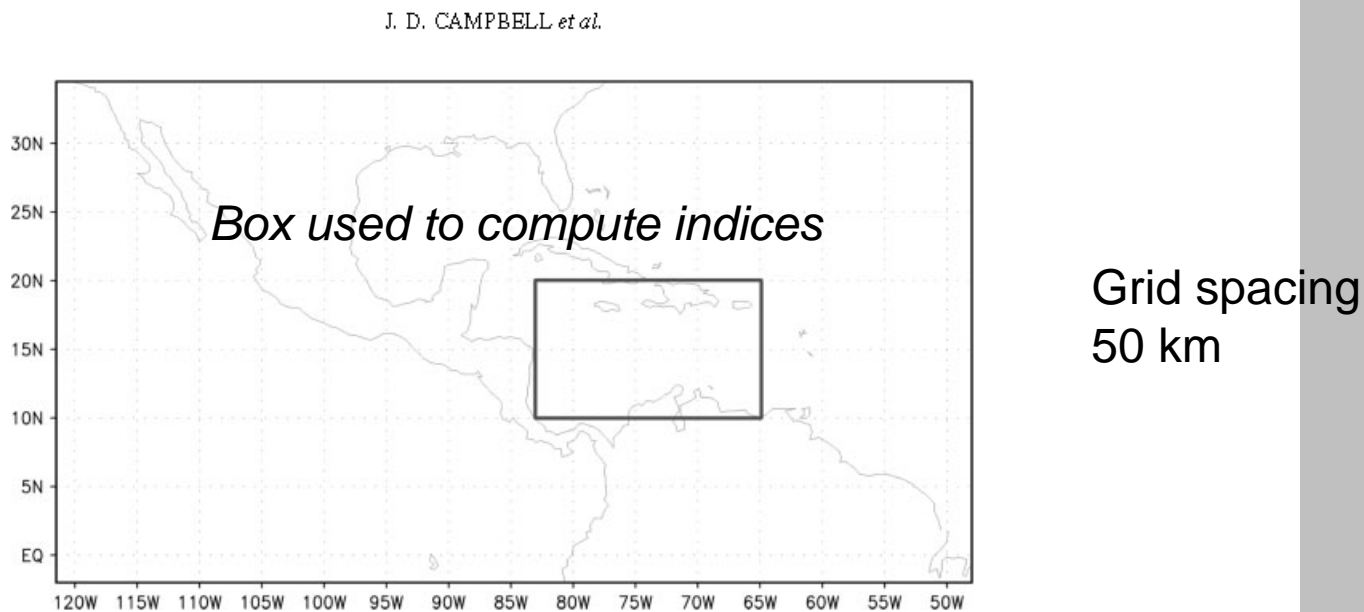 J. D. CAMPBELL et al.
30N
25N
20N
15N
10N
5N
EQ
120W 115W 110W 105W 100W 95W 90W 85W 80W 75W 70W 65W 60W 55W 50W
Box used to compute indices
Grid spacing
50 km